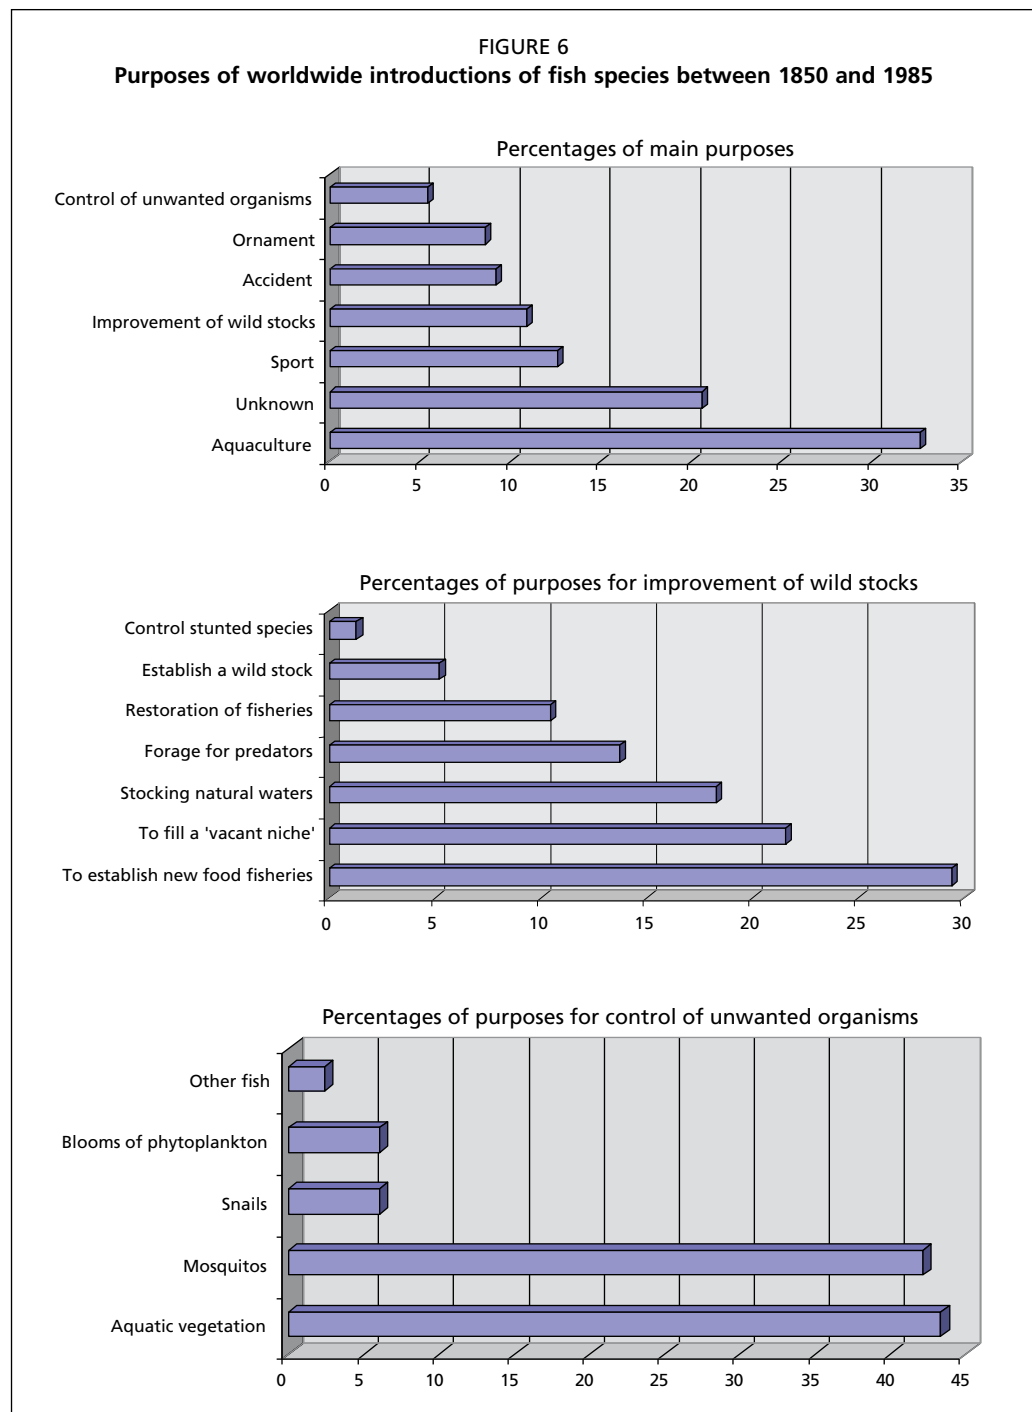 FIGURE 6
Purposes of worldwide introductions of fish species between 1850 and 1985
Percentages of main purposes
Control of unwanted organisms
Ornament
Accident
Improvement of wild stocks
Sport
Unknown
Aquaculture
0 5 10 15 20 25 30 35
Percentages of purposes for improvement of wild stocks
Control stunted species
Establish a wild stock
Restoration of fisheries
Forage for predators
Stocking natural waters
To fill a 'vacant niche'
To establish new food fisheries
0 5 10 15 20 25 30
Percentages of purposes for control of unwanted organisms
Other fish
Blooms of phytoplankton
Snails
Mosquitos
Aquatic vegetation
0 5 10 15 20 25 30 35 40 45